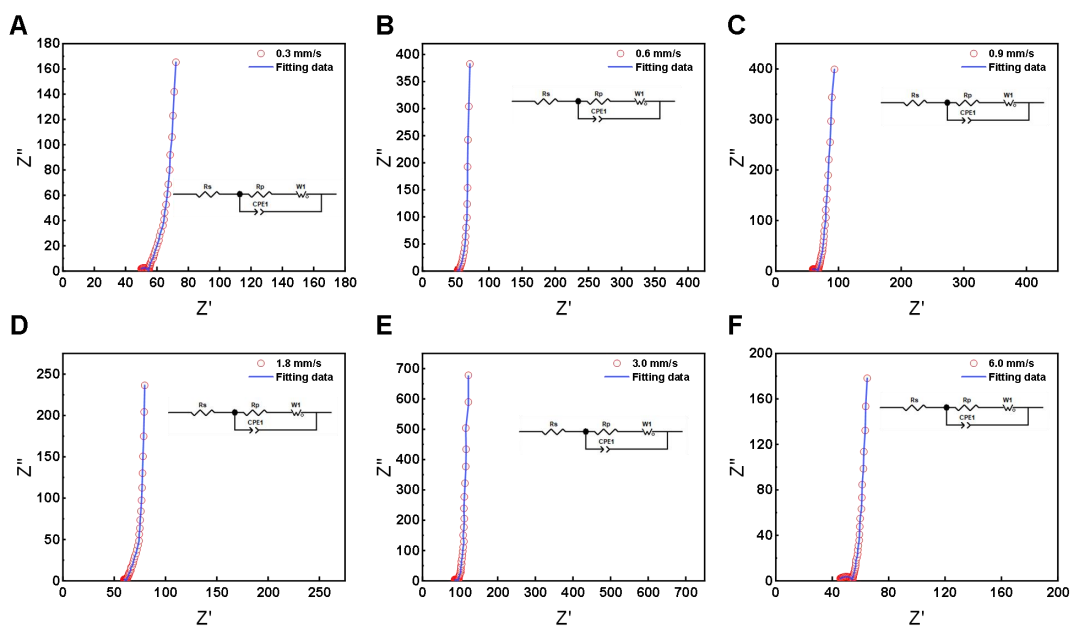 A
180
160
140
120
100
80
60
40
20
0
0 20 40 60 80 100 120 140 160 180
Z"
Z'
0.3 mm/s
Fitting data
Rs Rp W1
CPE1
B
400
350
300
250
200
150
100
50
0
0 50 100 150 200 250 300 350 400
Z"
Z'
0.6 mm/s
Fitting data
Rs Rp W1
CPE1
C
400
300
200
100
0
0 100 200 300 400
Z"
Z'
0.9 mm/s
Fitting data
Rs Rp W1
CPE1
D
250
200
150
100
50
0
0 50 100 150 200 250
Z"
Z'
1.8 mm/s
Fitting data
Rs Rp W1
CPE1
E
700
600
500
400
300
200
100
0
0 100 200 300 400 500 600 700
Z"
Z'
3.0 mm/s
Fitting data
Rs Rp W1
CPE1
F
200
160
120
80
40
0
0 40 80 120 160 200
Z"
Z'
6.0 mm/s
Fitting data
Rs Rp W1
CPE1